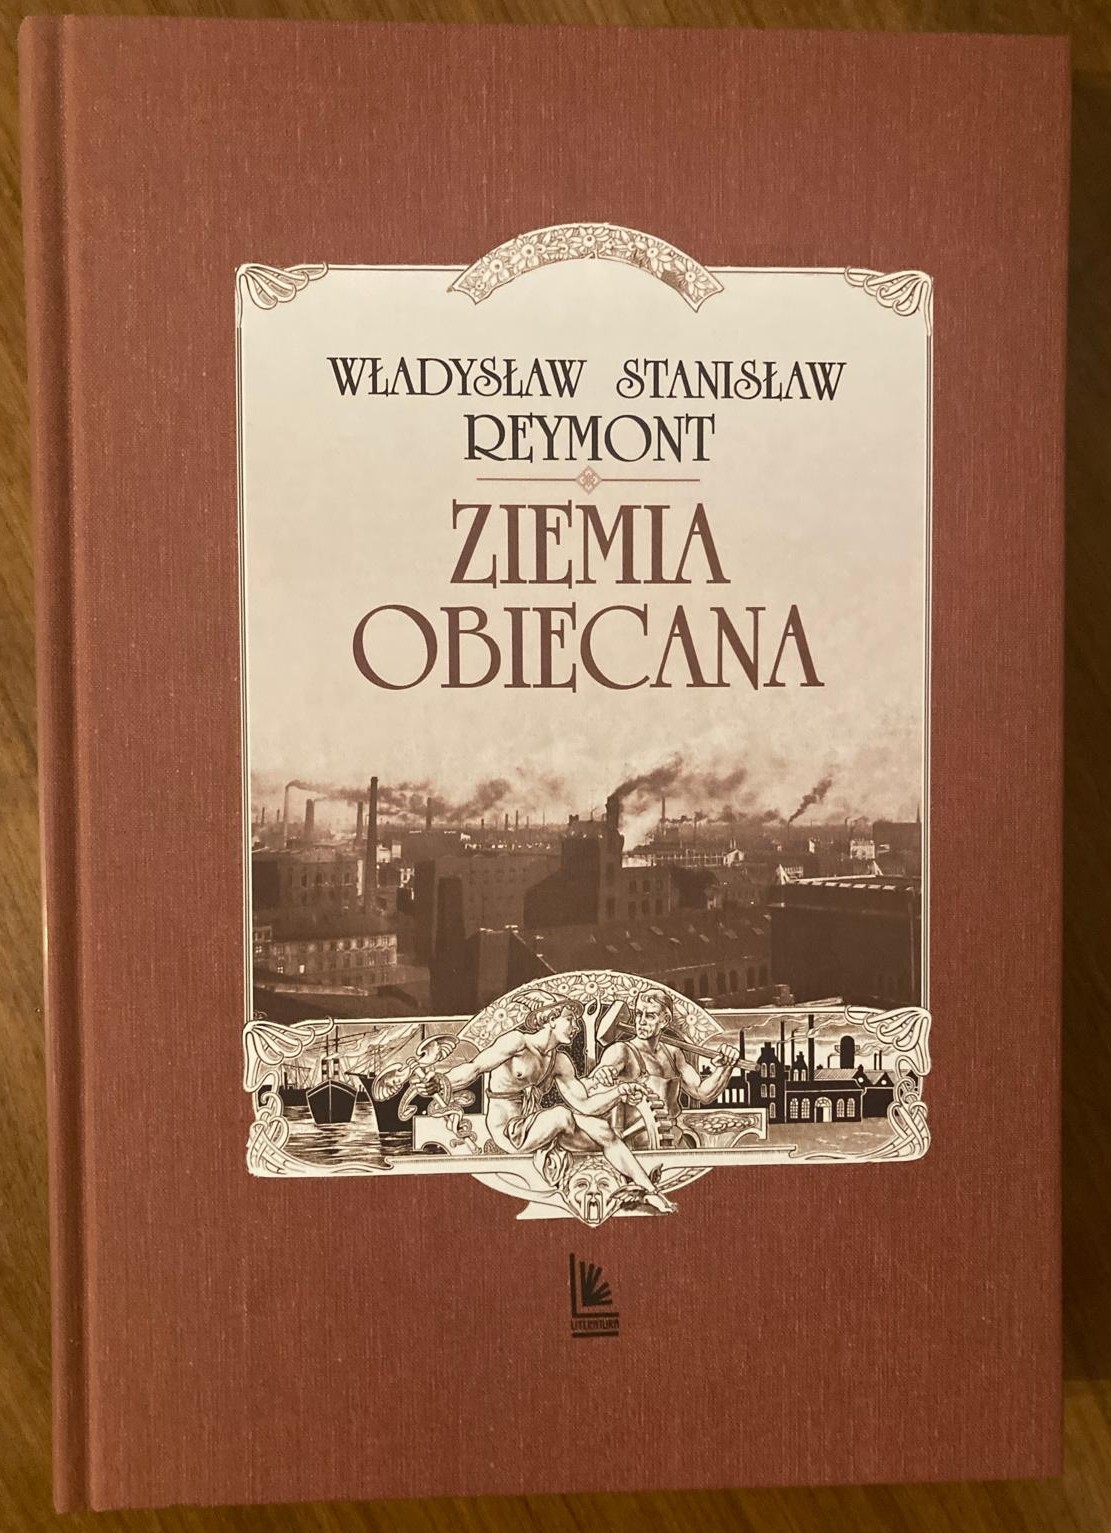 WŁADYSŁAW STANISŁAW
REYMONT
ZIEMIA
OBIECANA
LITERATURA